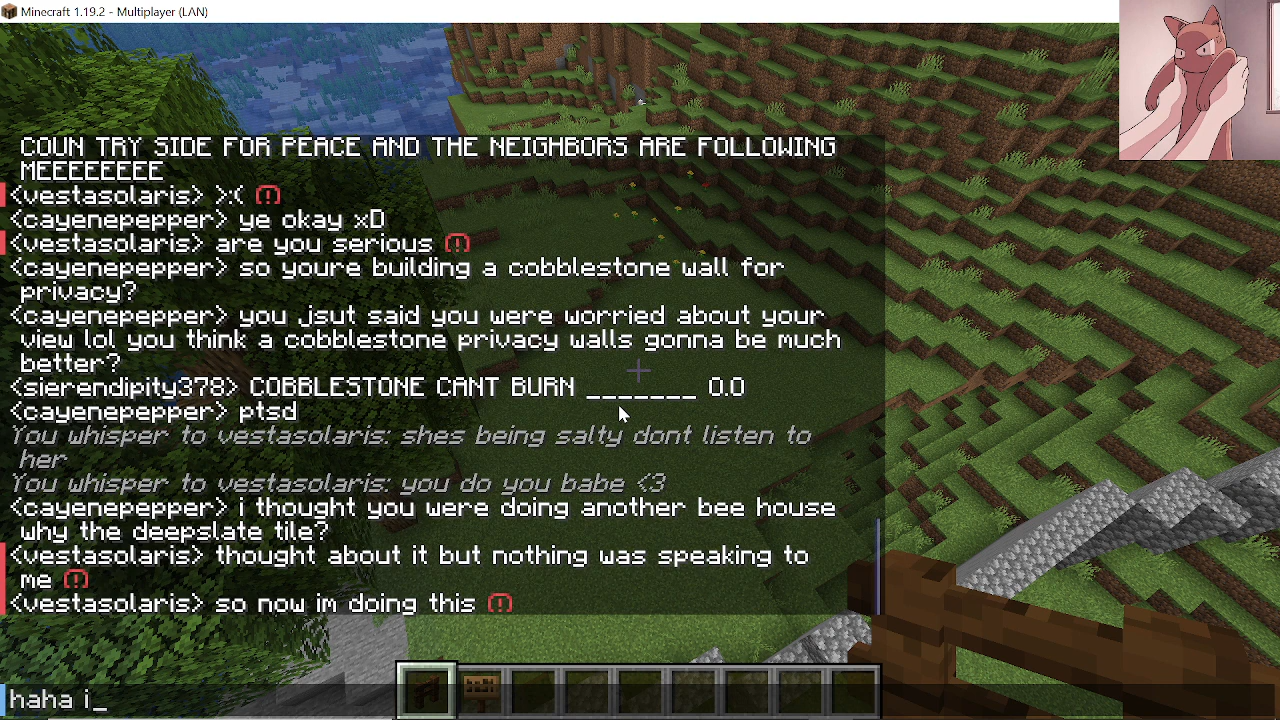 Minecraft 1.19.2 - Multiplayer (LAN)
COUN TRY SIDE FOR PEACE AND THE NEIGHBORS ARE FOLLOWING
MEEEEEEEE
<vestasolaris> >:( (!)
<cayenepepper> ye okay xD
<vestasolaris> are you serious (!)
<cayenepepper> so youre building a cobblestone wall for
privacy?
<cayenepepper> you jsut said you were worried about your
view lol you think a cobblestone privacy walls gonna be much
better?
<sierendipity378> COBBLESTONE CANT BURN _______ 0.0
<cayenepepper> ptsd
You whisper to vestasolaris: shes being salty dont listen to
her
You whisper to vestasolaris: you do you babe <3
<cayenepepper> i thought you were doing another bee house
why the deepslate tile?
<vestasolaris> thought about it but nothing was speaking to
me (!)
<vestasolaris> so now im doing this (!)
haha i_